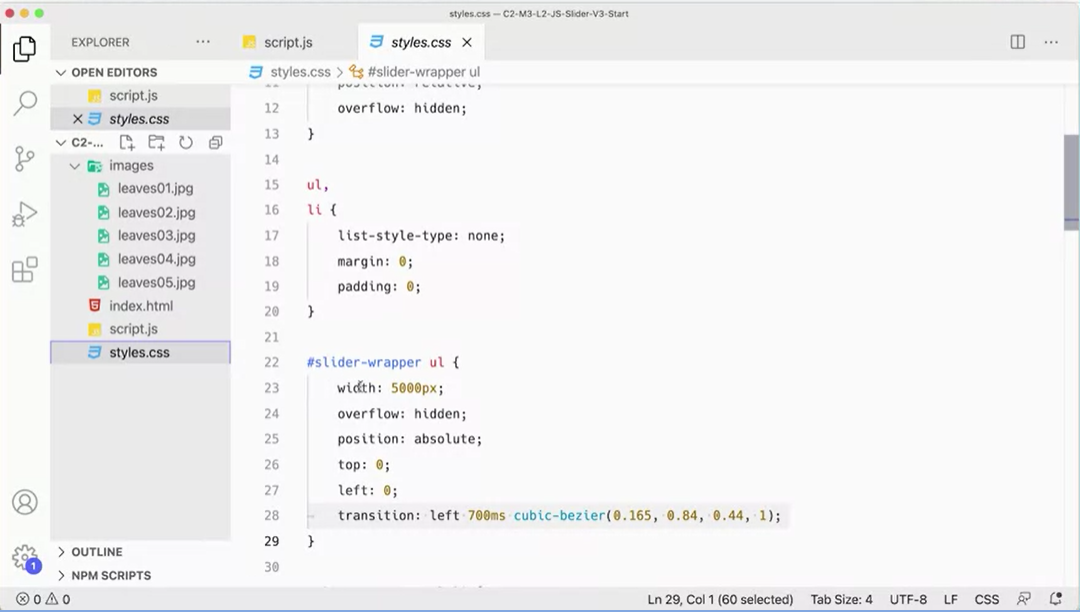 styles.css — C2-M3-L2-JS-Slider-V3-Start
EXPLORER ···
script.js
styles.css ×
OPEN EDITORS
script.js
× styles.css
C2-...
images
leaves01.jpg
leaves02.jpg
leaves03.jpg
leaves04.jpg
leaves05.jpg
index.html
script.js
styles.css
OUTLINE
NPM SCRIPTS
styles.css > #slider-wrapper ul
11 position: relative;
12 overflow: hidden;
13 }
14
15 ul,
16 li {
17 list-style-type: none;
18 margin: 0;
19 padding: 0;
20 }
21
22 #slider-wrapper ul {
23 width: 5000px;
24 overflow: hidden;
25 position: absolute;
26 top: 0;
27 left: 0;
28 transition: left 700ms cubic-bezier(0.165, 0.84, 0.44, 1);
29 }
30
1
0 0
Ln 29, Col 1 (60 selected) Tab Size: 4 UTF-8 LF CSS